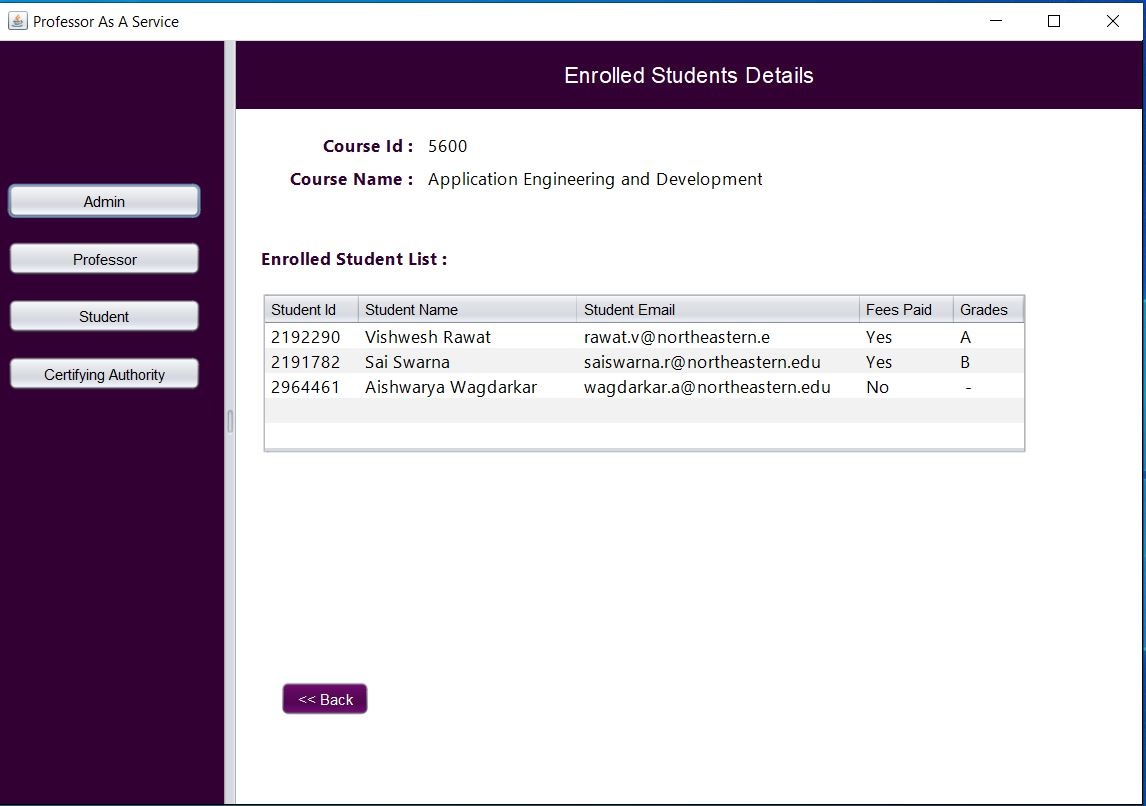 Professor As A Service
Enrolled Students Details
Course Id : 5600
Course Name : Application Engineering and Development
Admin
Professor
Student
Certifying Authority
Enrolled Student List :
Student Id Student Name Student Email Fees Paid Grades
2192290 Vishwesh Rawat rawat.v@northeastern.e Yes A
2191782 Sai Swarna saiswarna.r@northeastern.edu Yes B
2964461 Aishwarya Wagdarkar wagdarkar.a@northeastern.edu No -
<< Back